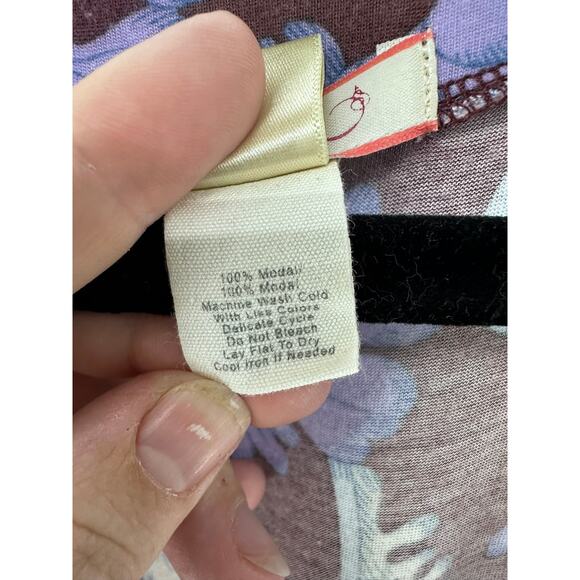 100% Modal/
100% Modal
Machine Wash Cold
With Like Colors
Delicate Cycle
Do Not Bleach
Lay Flat To Dry
Cool Iron If Needed